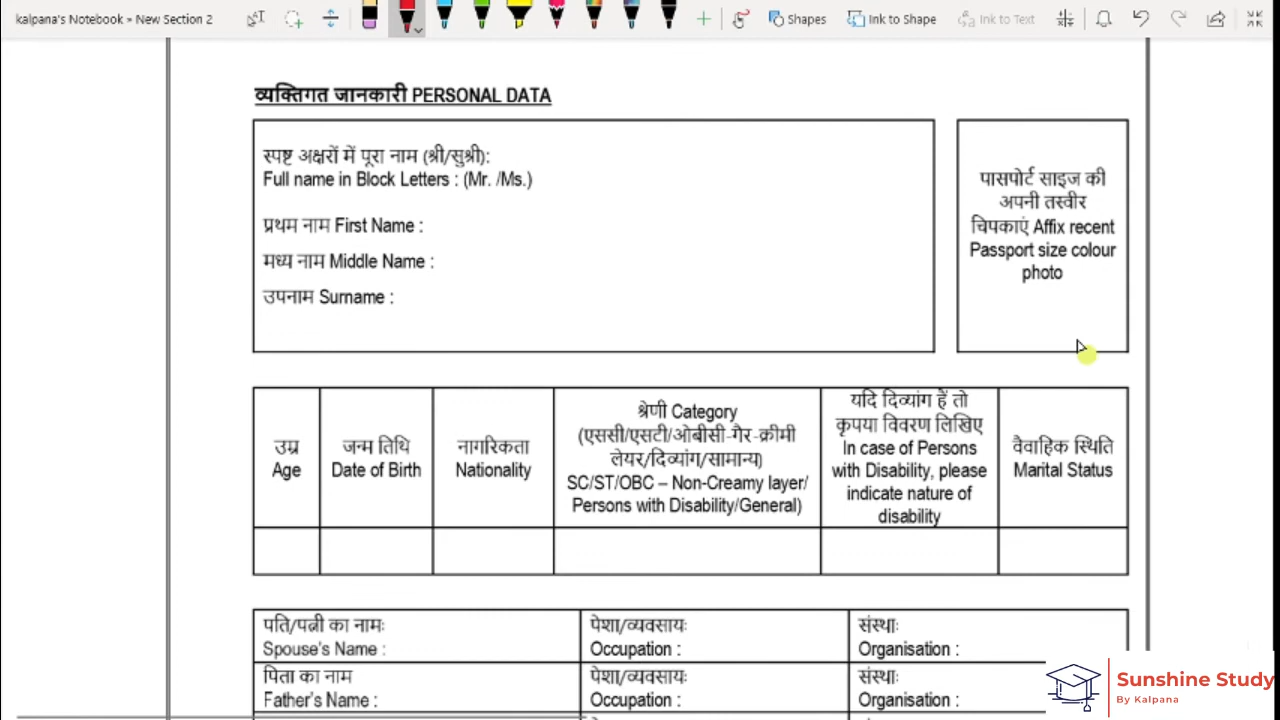 kalpana's Notebook » New Section 2
Shapes
Ink to Shape
Ink to Text
व्यक्तिगत जानकारी PERSONAL DATA
स्पष्ट अक्षरों में पूरा नाम (श्री/सुश्री):
Full name in Block Letters : (Mr. /Ms.)
प्रथम नाम First Name :
मध्य नाम Middle Name :
उपनाम Surname :
पासपोर्ट साइज की
अपनी तस्वीर
चिपकाएं Affix recent
Passport size colour
photo
उम्र
Age
जन्म तिथि
Date of Birth
नागरिकता
Nationality
श्रेणी Category
(एससी/एसटी/ओबीसी-गैर-क्रीमी
लेयर/दिव्यांग/सामान्य)
SC/ST/OBC – Non-Creamy layer/
Persons with Disability/General)
यदि दिव्यांग हैं तो
कृपया विवरण लिखिए
In case of Persons
with Disability, please
indicate nature of
disability
वैवाहिक स्थिति
Marital Status
पति/पत्नी का नामः
Spouse's Name :
पेशा/व्यवसायः
Occupation :
संस्थाः
Organisation :
पिता का नाम
Father's Name :
पेशा/व्यवसायः
Occupation :
संस्थाः
Organisation :
Sunshine Study
By Kalpana